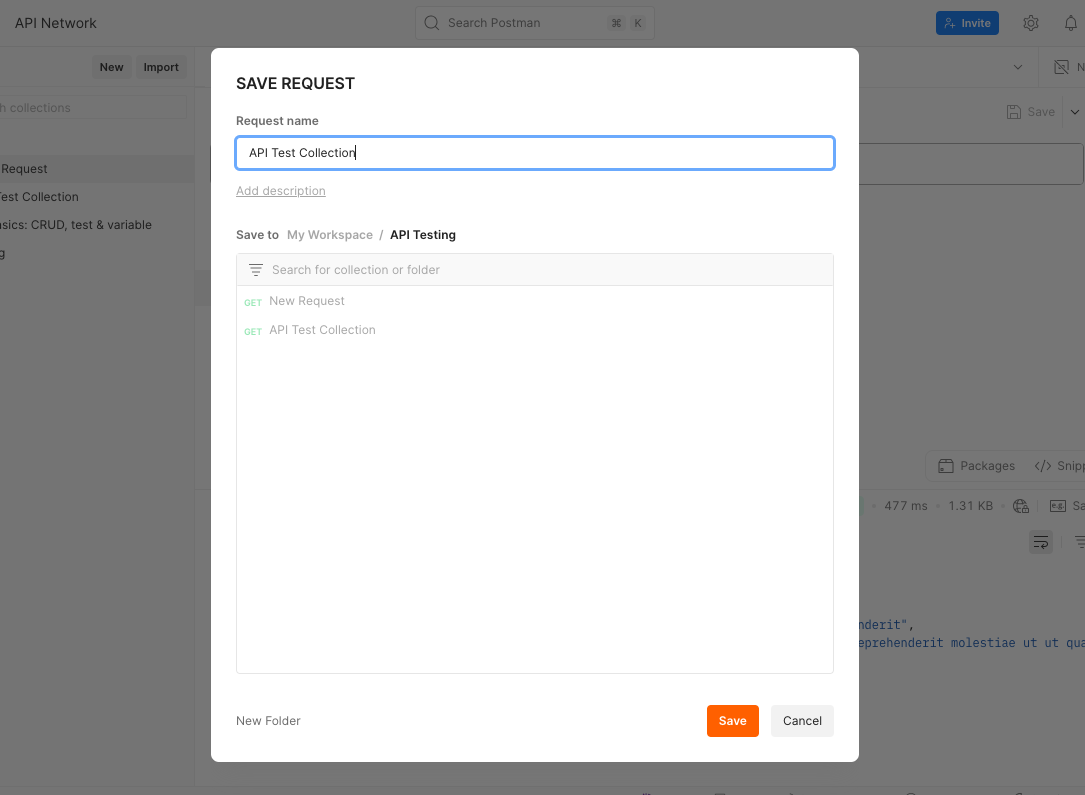 API Network
Search Postman
⌘ K
Invite
New
Import
h collections
Save
Request
Test Collection
sics: CRUD, test & variable
g
SAVE REQUEST
Request name
API Test Collection
Add description
Save to My Workspace / API Testing
Search for collection or folder
GET New Request
GET API Test Collection
New Folder
Save
Cancel
Packages
</> Snipp
477 ms
1.31 KB
e.g.
Sa
nderit",
eprehenderit molestiae ut ut qua